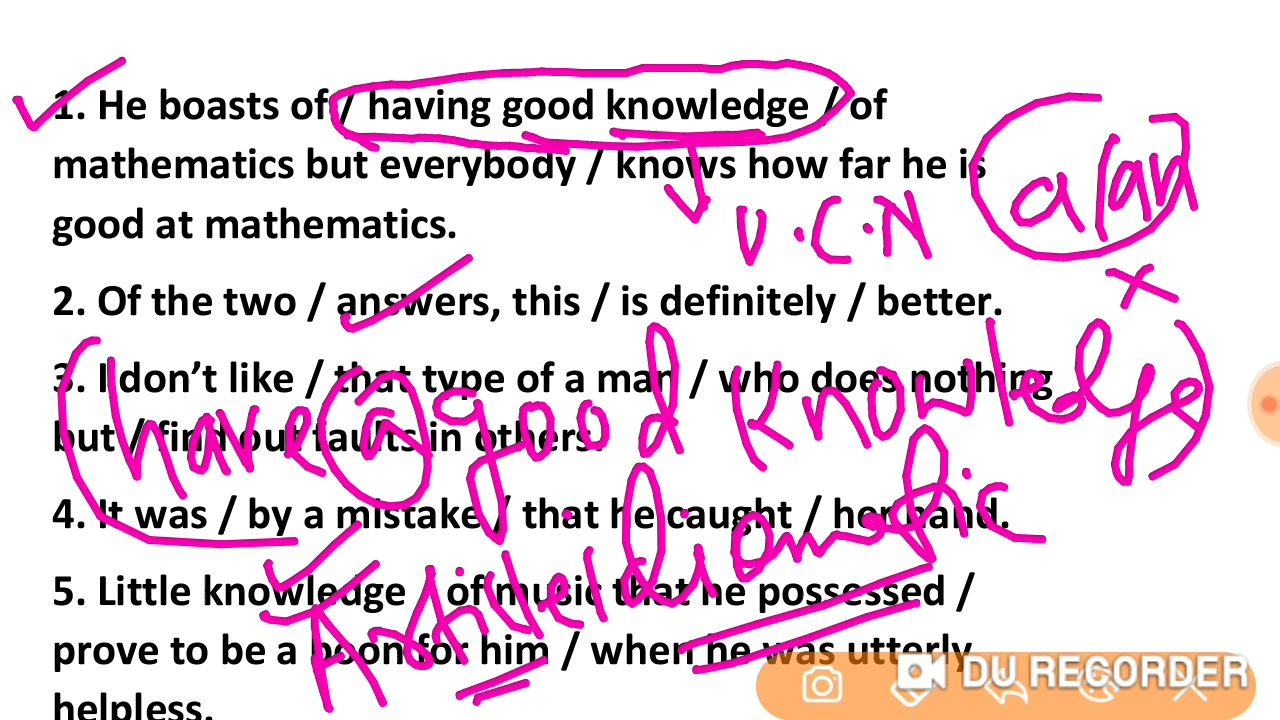 1. He boasts of / having good knowledge / of
mathematics but everybody / knows how far he is
good at mathematics.
a/an
U.C.N
×
2. Of the two / answers, this / is definitely / better.
3. I don’t like / that type of a man / who does nothing
but / find out faults in others.
(have a good knowledge)
4. It was / by a mistake / that he caught / her hand.
Article idiomatic
5. Little knowledge / of music that he possessed /
prove to be a boon for him / when he was utterly
helpless.
DU RECORDER